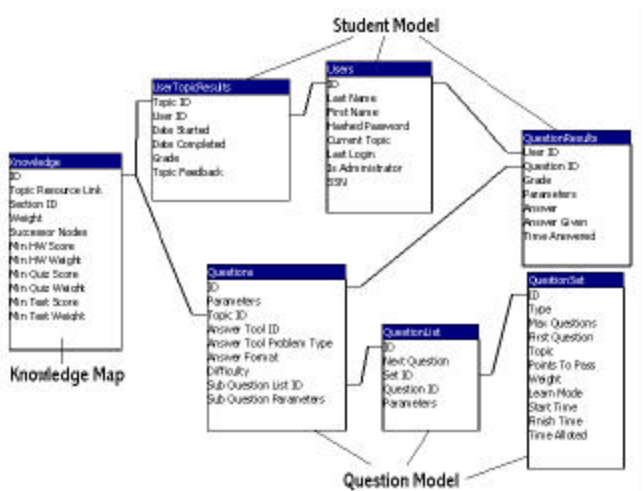 Student Model
UserTopicResults
Topic ID
User ID
Date Started
Date Completed
Grade
Topic Feedback
Users
ID
Last Name
First Name
Hashed Password
Current Topic
Last Login
Is Administrator
SSN
QuestionResults
User ID
Question ID
Grade
Parameters
Answer
Answer Given
Time Answered
Knowledge
ID
Topic Resource Link
Section ID
Weight
Successor Nodes
Min HW Score
Min HW Weight
Min Quiz Score
Min Quiz Weight
Min Test Score
Min Test Weight
Knowledge Map
Questions
ID
Parameters
Topic ID
Answer Tool ID
Answer Tool Problem Type
Answer Format
Difficulty
Sub Question List ID
Sub Question Parameters
QuestionList
ID
Next Question
Set ID
Question ID
Parameters
QuestionSet
ID
Type
Max Questions
First Question
Topic
Points To Pass
Weight
Learn Mode
Start Time
Finish Time
Time Alloted
Question Model